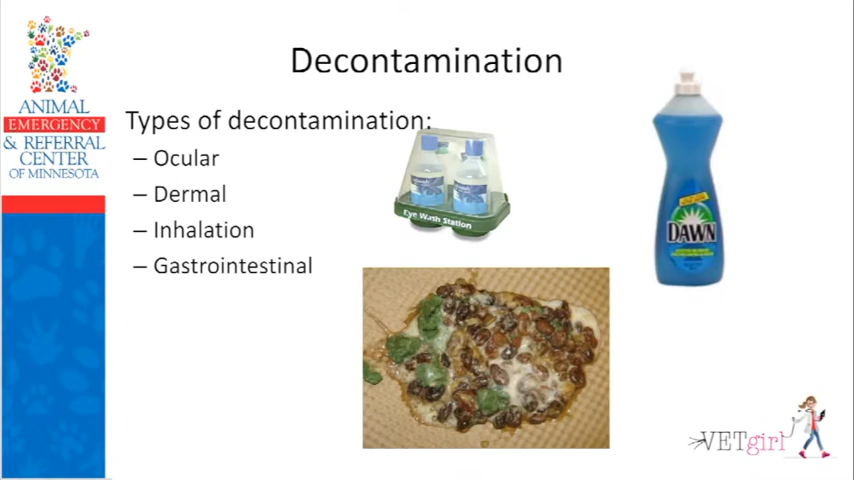 Decontamination
ANIMAL
EMERGENCY
& REFERRAL
CENTER
OF MINNESOTA
Types of decontamination:
– Ocular
– Dermal
– Inhalation
– Gastrointestinal
Eye Wash Station
DAWN
VETgirl